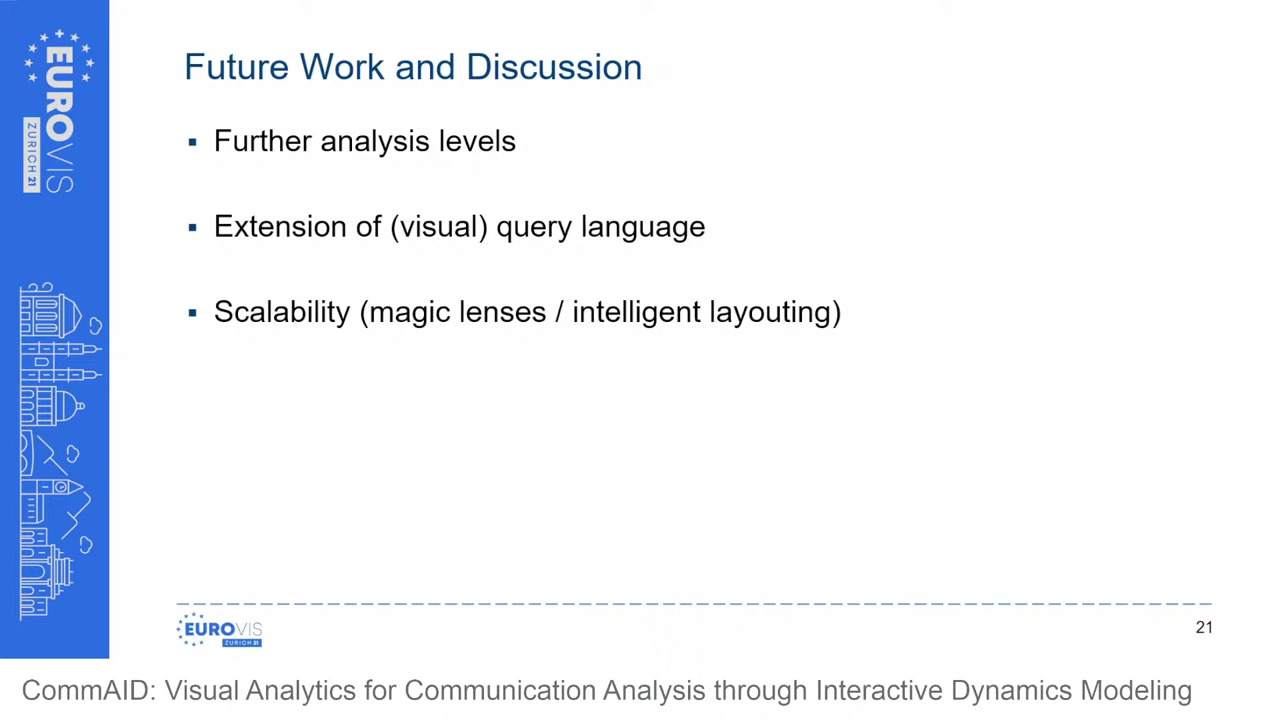 EUROVIS
ZURICH 21
Future Work and Discussion
▪ Further analysis levels
▪ Extension of (visual) query language
▪ Scalability (magic lenses / intelligent layouting)
EUROVIS
ZURICH 21
21
CommAID: Visual Analytics for Communication Analysis through Interactive Dynamics Modeling